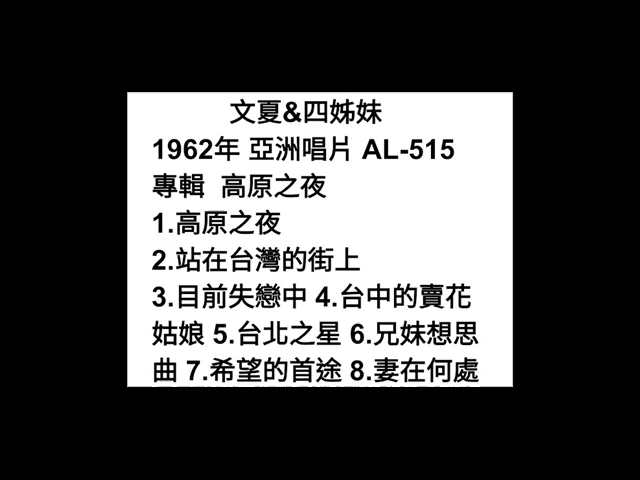 文夏&四姊妹
1962年 亞洲唱片 AL-515
專輯 高原之夜
1.高原之夜
2.站在台灣的街上
3.目前失戀中 4.台中的賣花
姑娘 5.台北之星 6.兄妹想思
曲 7.希望的首途 8.妻在何處